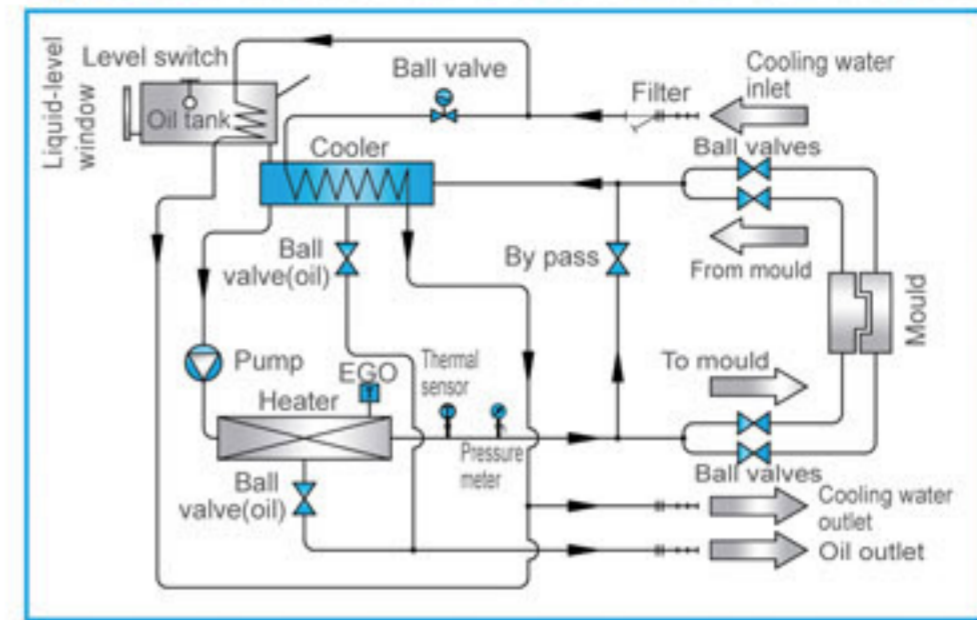 Level switch
Liquid-level
window
Oil tank
Ball valve
Filter
Cooling water
inlet
Cooler
Ball valves
Ball
valve(oil)
By pass
From mould
Mould
Pump
EGO
Thermal
sensor
To mould
Heater
Pressure
meter
Ball valves
Ball
valve(oil)
Cooling water
outlet
Oil outlet